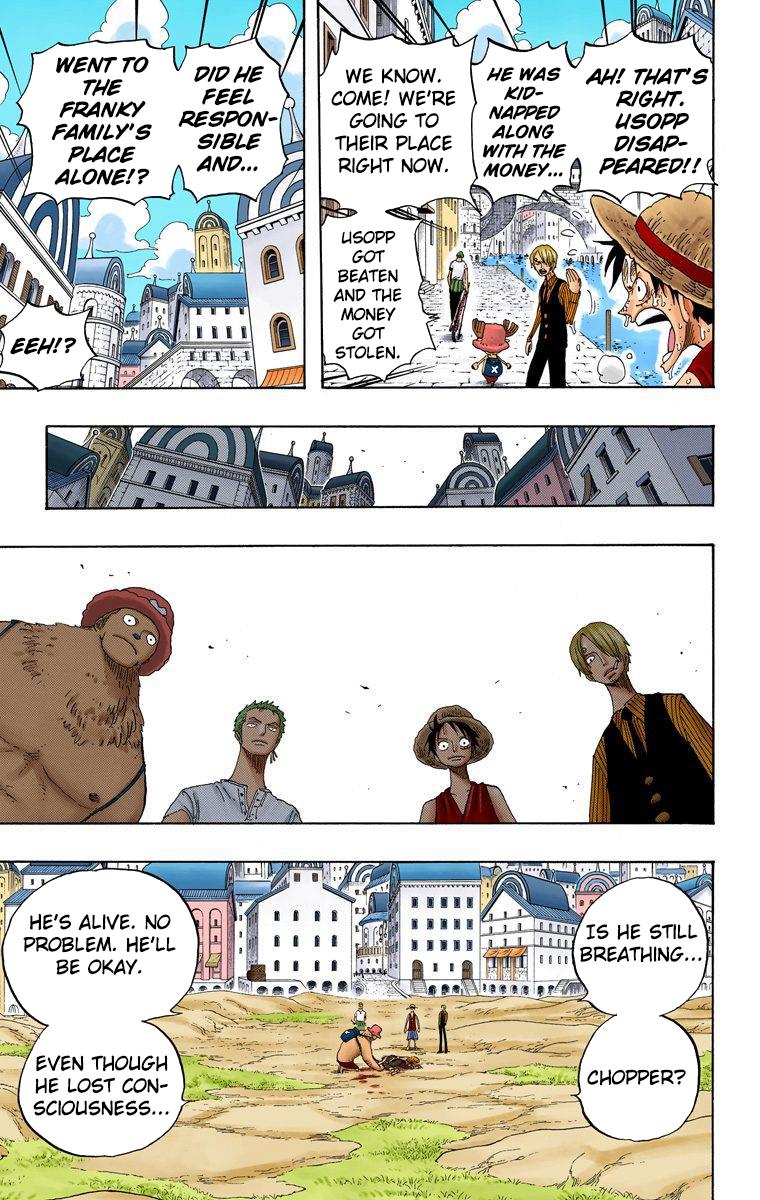 AH! THAT'S
RIGHT.
USOPP
DISAP-
PEARED!!
HE WAS
KID-
NAPPED
ALONG
WITH THE
MONEY...
WE KNOW.
COME! WE'RE
GOING TO
THEIR PLACE
RIGHT NOW.
USOPP
GOT
BEATEN
AND THE
MONEY
GOT
STOLEN.
DID HE
FEEL
RESPON-
SIBLE
AND...
WENT TO
THE
FRANKY
FAMILY'S
PLACE
ALONE!?
EEH!?
IS HE STILL
BREATHING...
CHOPPER?
HE'S ALIVE. NO
PROBLEM. HE'LL
BE OKAY.
EVEN THOUGH
HE LOST CON-
SCIOUSNESS...